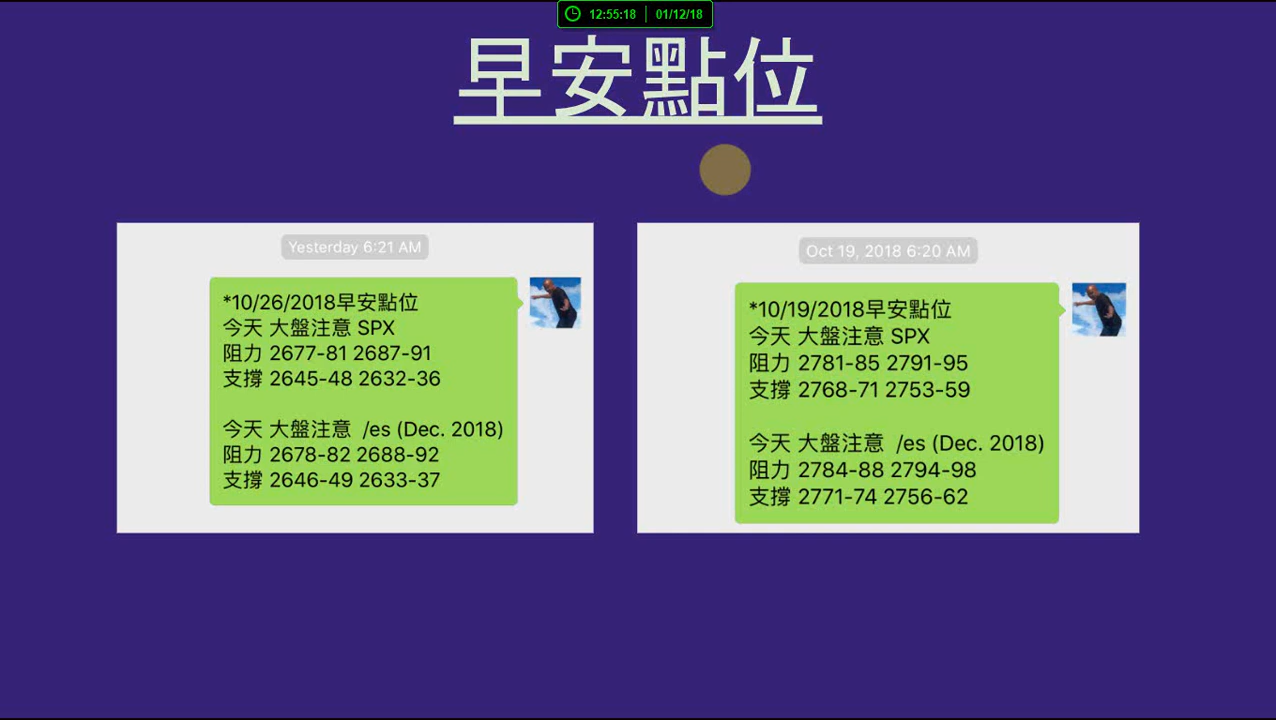 12:55:18 | 01/12/18
早安點位
Yesterday 6:21 AM
*10/26/2018早安點位
今天 大盤注意 SPX
阻力 2677-81 2687-91
支撐 2645-48 2632-36
今天 大盤注意 /es (Dec. 2018)
阻力 2678-82 2688-92
支撐 2646-49 2633-37
Oct 19, 2018 6:20 AM
*10/19/2018早安點位
今天 大盤注意 SPX
阻力 2781-85 2791-95
支撐 2768-71 2753-59
今天 大盤注意 /es (Dec. 2018)
阻力 2784-88 2794-98
支撐 2771-74 2756-62